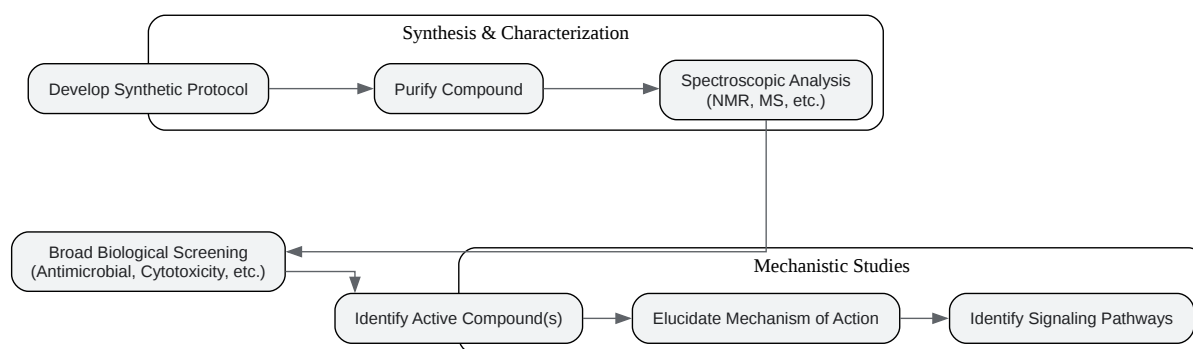 Synthesis & Characterization
Develop Synthetic Protocol
Purify Compound
Spectroscopic Analysis
(NMR, MS, etc.)
Broad Biological Screening
(Antimicrobial, Cytotoxicity, etc.)
Mechanistic Studies
Identify Active Compound(s)
Elucidate Mechanism of Action
Identify Signaling Pathways